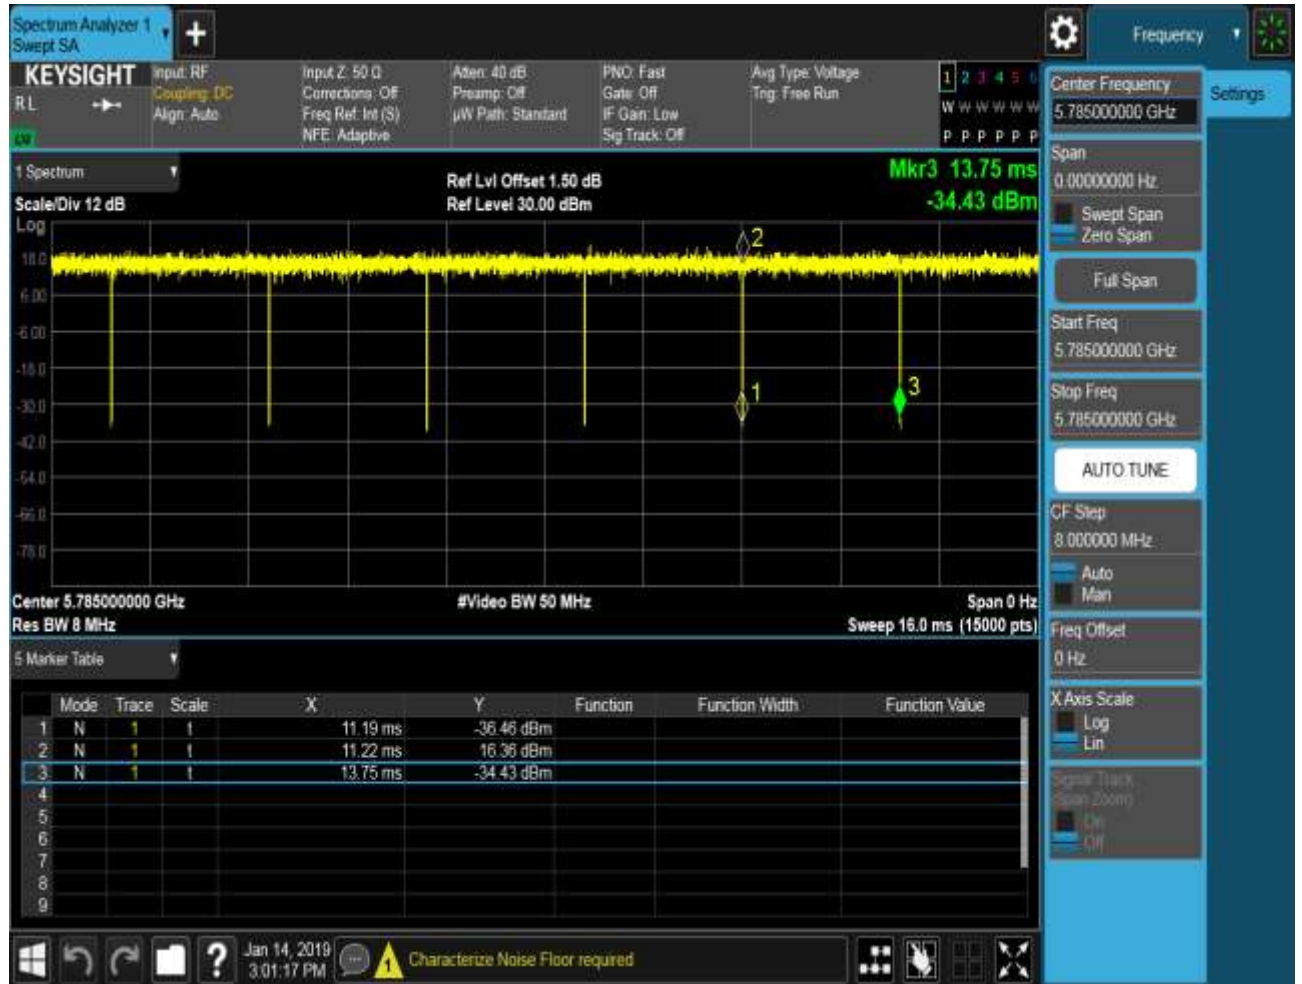 Spectrum Analyzer 1
Swept SA
+
Frequency
KEYSIGHT
RL
Input: RF
Coupling: DC
Align: Auto
Input Z: 50 Ω
Corrections: Off
Freq Ref: Int (S)
NFE: Adaptive
Atten: 40 dB
Preamp: Off
µW Path: Standard
PNO: Fast
Gate: Off
IF Gain: Low
Sig Track: Off
Avg Type: Voltage
Trig: Free Run
1 2 3 4 5 6
W W W W W W
P P P P P P
1 Spectrum
Scale/Div 12 dB
Ref Lvl Offset 1.50 dB
Ref Level 30.00 dBm
Mkr3 13.75 ms
-34.43 dBm
Log
18.0
6.00
-6.00
-18.0
-30.0
-42.0
-54.0
-66.0
-78.0
2
1
3
Center 5.785000000 GHz
Res BW 8 MHz
#Video BW 50 MHz
Span 0 Hz
Sweep 16.0 ms (15000 pts)
5 Marker Table
Mode Trace Scale X Y Function Function Width Function Value
1 N 1 t 11.19 ms -36.46 dBm
2 N 1 t 11.22 ms 16.36 dBm
3 N 1 t 13.75 ms -34.43 dBm
4
5
6
7
8
9
Center Frequency
5.785000000 GHz
Settings
Span
0.00000000 Hz
Swept Span
Zero Span
Full Span
Start Freq
5.785000000 GHz
Stop Freq
5.785000000 GHz
AUTO TUNE
CF Step
8.000000 MHz
Auto
Man
Freq Offset
0 Hz
X Axis Scale
Log
Lin
Signal Track
(Span Zoom)
On
Off
?
Jan 14, 2019
3:01:17 PM
1
Characterize Noise Floor required